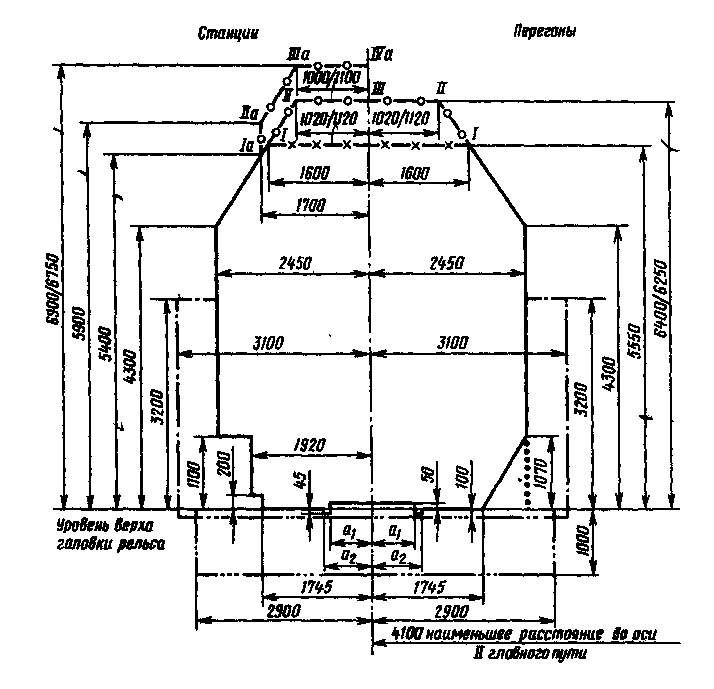 Станции
Перегоны
IIIа
IVа
1000/1100
II
III
II
IIа
1020/1120
1020/1120
Iа
I
I
1600
1600
1700
2450
2450
3100
3100
6900/6750
5900
5400
4300
3200
1100
200
1920
45
50
100
1070
3200
4300
5550
6400/6250
Уровень верха
головки рельса
a₁
a₁
a₂
a₂
1000
1745
1745
2900
2900
4100 наименьшее расстояние до оси
II главного пути